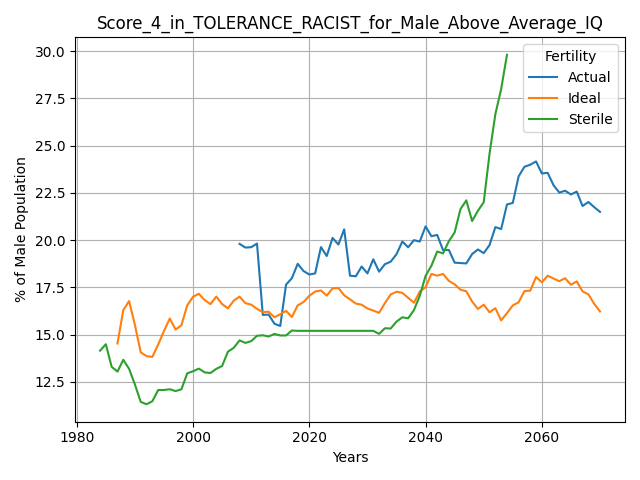 Score_4_in_TOLERANCE_RACIST_for_Male_Above_Average_IQ
Fertility
Actual
Ideal
Sterile
% of Male Population
30.0
27.5
25.0
22.5
20.0
17.5
15.0
12.5
1980
2000
2020
2040
2060
Years